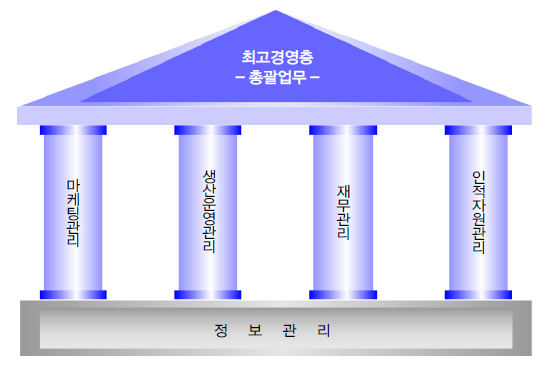 최고경영층
– 총괄업무 –
마케팅관리
생산운영관리
재무관리
인적자원관리
정 보 관 리